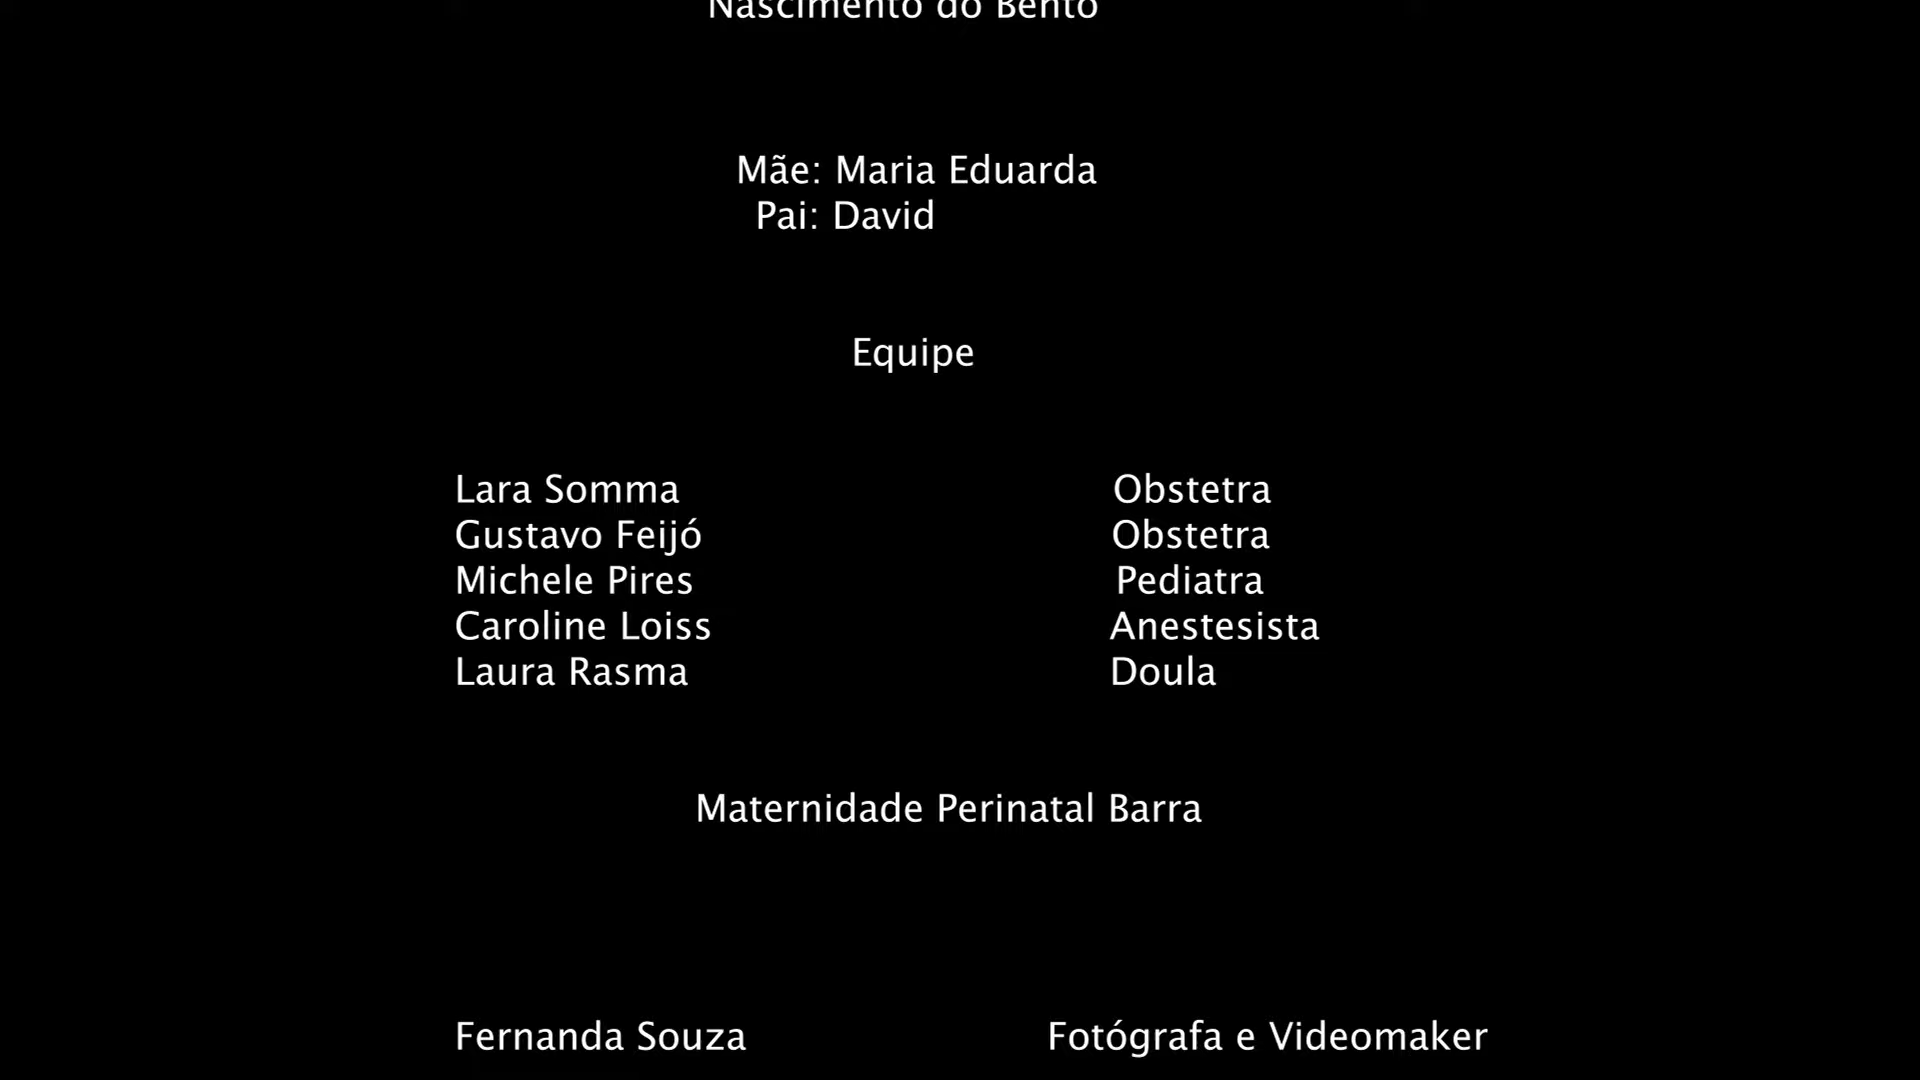 Nascimento do Bento
Mãe: Maria Eduarda
Pai: David
Equipe
Lara Somma Obstetra
Gustavo Feijó Obstetra
Michele Pires Pediatra
Caroline Loiss Anestesista
Laura Rasma Doula
Maternidade Perinatal Barra
Fernanda Souza Fotógrafa e Videomaker